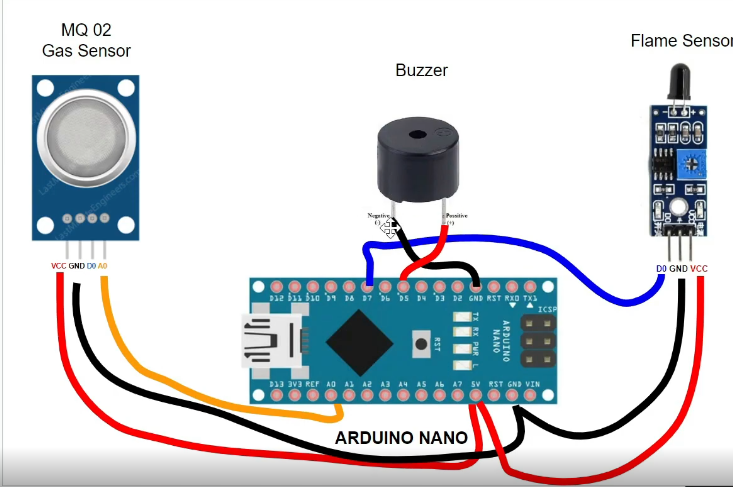 MQ 02
Gas Sensor
Buzzer
Flame Sensor
Negative
(-)
Possitive
(+)
- +
VCC GND D0 A0
D0 GND VCC
D12 D11 D10 D9 D8 D7 D6 D5 D4 D3 D2 GND RST RX0 TX1
ICSP
TX
RX
PWR
L
RST
ARDUINO
NANO
D13 3V3 REF A0 A1 A2 A3 A4 A5 A6 A7 5V RST GND VIN
ARDUINO NANO